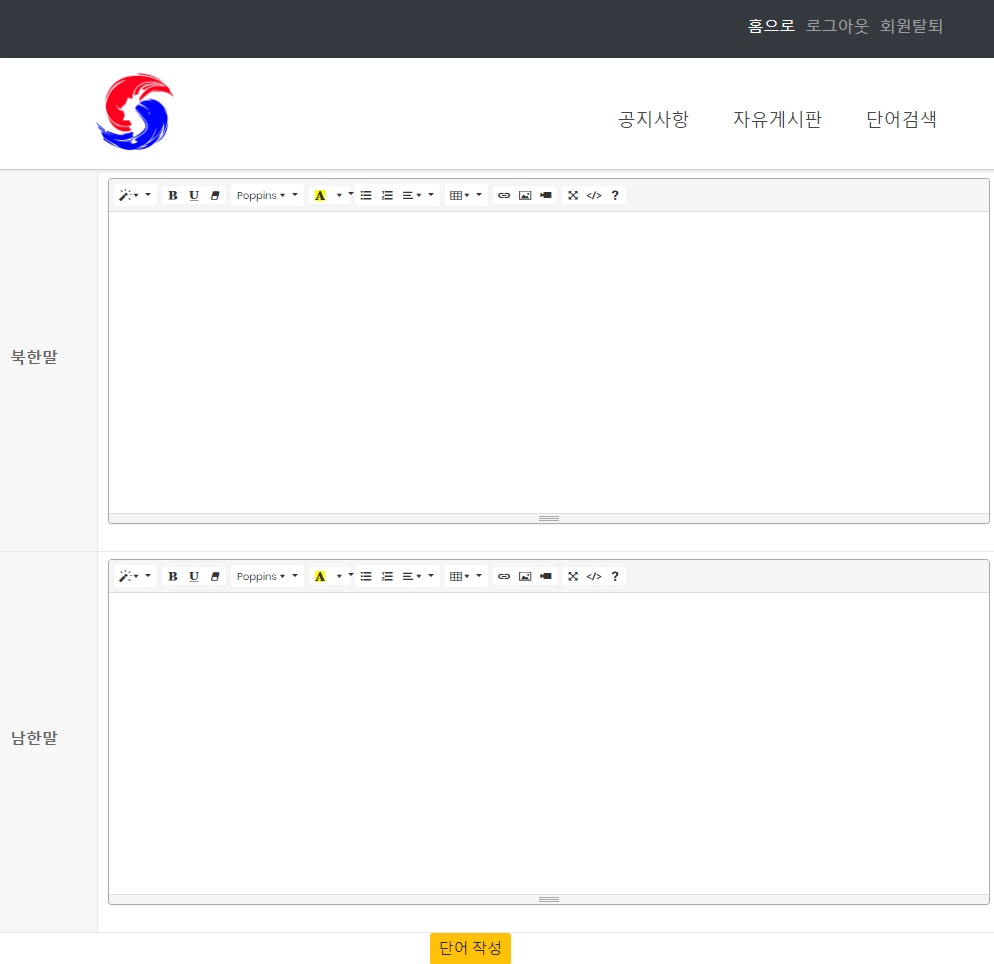 홈으로 로그아웃 회원탈퇴
공지사항 자유게시판 단어검색
B U Poppins A </> ?
북한말
B U Poppins A </> ?
남한말
단어 작성